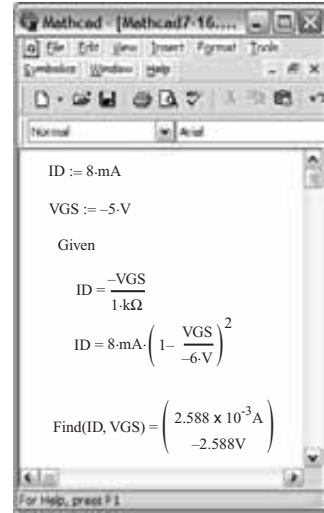 Mathcad - [Mathcad7-16....
File Edit View Insert Format Tools
Symbolics Window Help
Normal Arial
ID := 8·mA
VGS := –5·V
Given
ID = –VGS / 1·kΩ
ID = 8·mA·( 1– VGS / –6·V )²
Find(ID, VGS) = ( 2.588 x 10⁻³A
–2.588V )
For Help, press F1